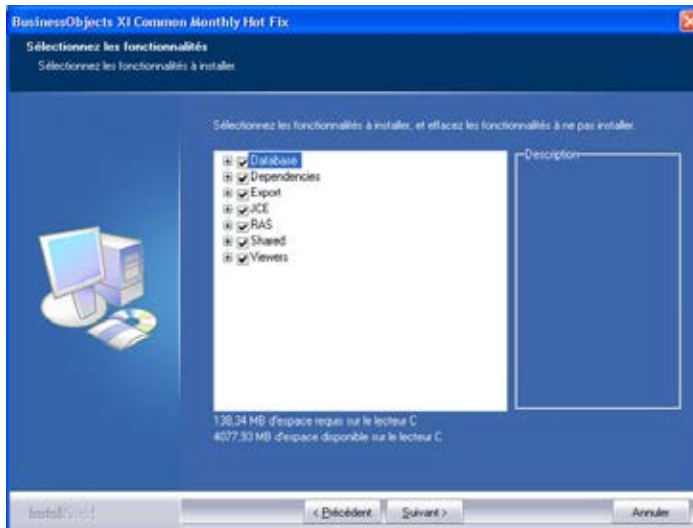 BusinessObjects XI Common Monthly Hot Fix
Sélectionnez les fonctionnalités
Sélectionnez les fonctionnalités à installer.
Sélectionnez les fonctionnalités à installer, et effacez les fonctionnalités à ne pas installer.
Database
Dependencies
Export
JCE
RAS
Shared
Viewers
Description
138,34 MB d'espace requis sur le lecteur C
4077,93 MB d'espace disponible sur le lecteur C
InstallShield
< Précédent
Suivant >
Annuler